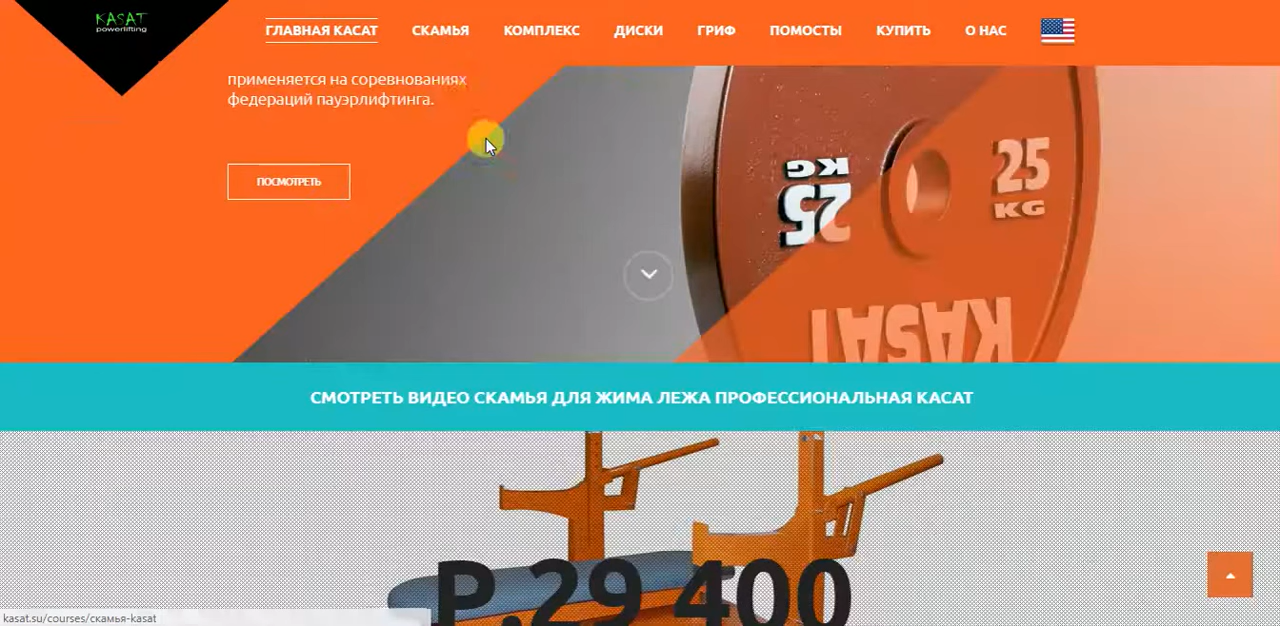 KASAT
powerlifting
ГЛАВНАЯ КАСАТ
СКАМЬЯ
КОМПЛЕКС
ДИСКИ
ГРИФ
ПОМОСТЫ
КУПИТЬ
О НАС
применяется на соревнованиях
федераций пауэрлифтинга.
ПОСМОТРЕТЬ
25
KG
25
KG
KASAT
СМОТРЕТЬ ВИДЕО СКАМЬЯ ДЛЯ ЖИМА ЛЕЖА ПРОФЕССИОНАЛЬНАЯ КАСАТ
Р.29 400
kasat.su/courses/скамья-kasat